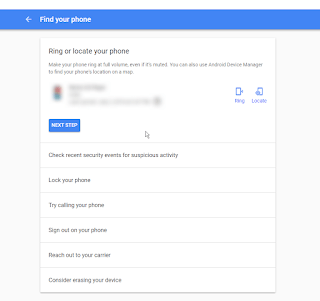 Find your phone
Ring or locate your phone
Make your phone ring at full volume, even if it's muted. You can also use Android Device Manager
to find your phone's location on a map.
Ring
Locate
NEXT STEP
Check recent security events for suspicious activity
Lock your phone
Try calling your phone
Sign out on your phone
Reach out to your carrier
Consider erasing your device